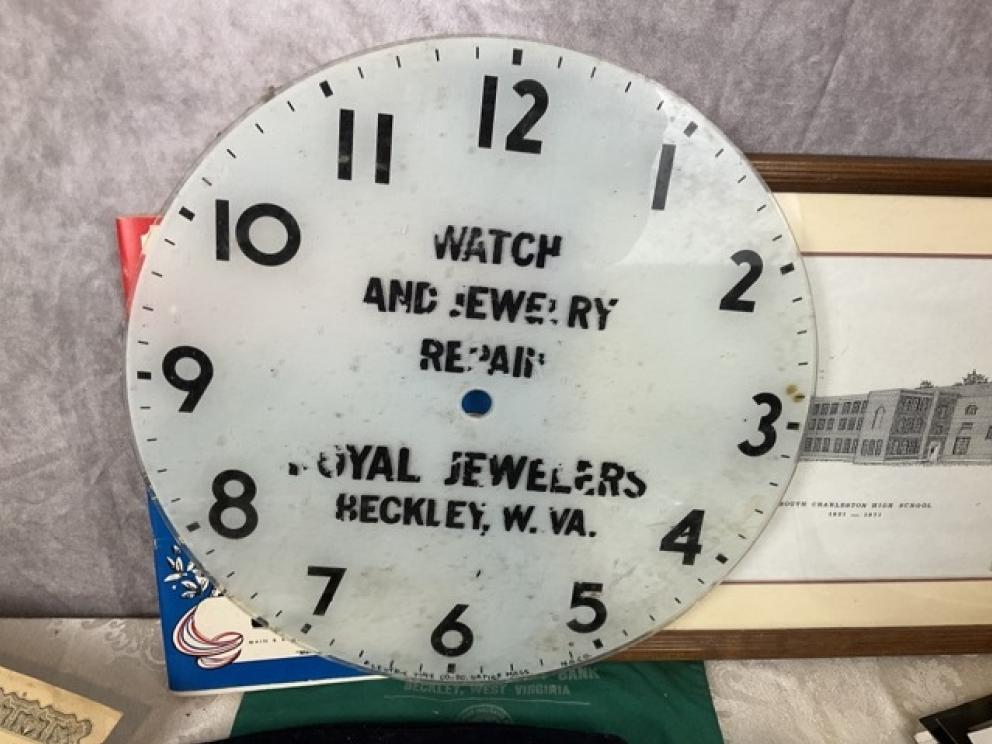 12
11
1
10
2
WATCH
AND JEWELRY
REPAIR
9
3
ROYAL JEWELERS
BECKLEY, W. VA.
8
4
7
5
6
SOUTH CHARLESTON HIGH SCHOOL
BANK
BECKLEY, WEST VIRGINIA